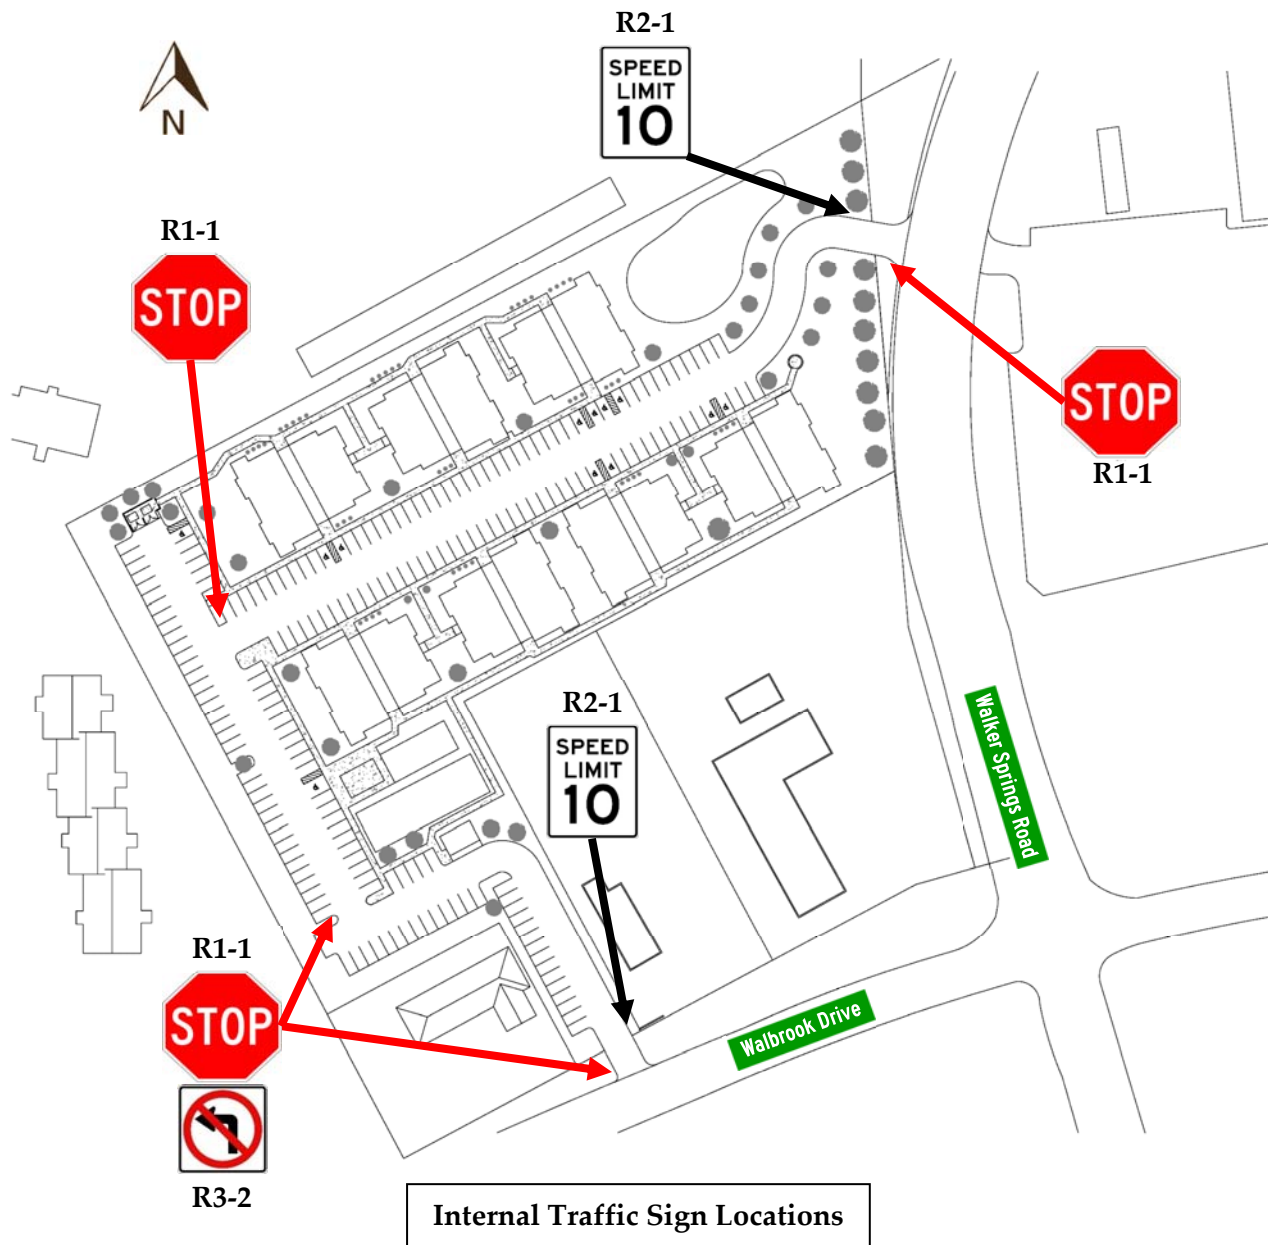 R2-1
SPEED
LIMIT
10
N
R1-1
STOP
STOP
R1-1
R2-1
SPEED
LIMIT
10
Walker Springs Road
R1-1
STOP
Walbrook Drive
R3-2
Internal Traffic Sign Locations